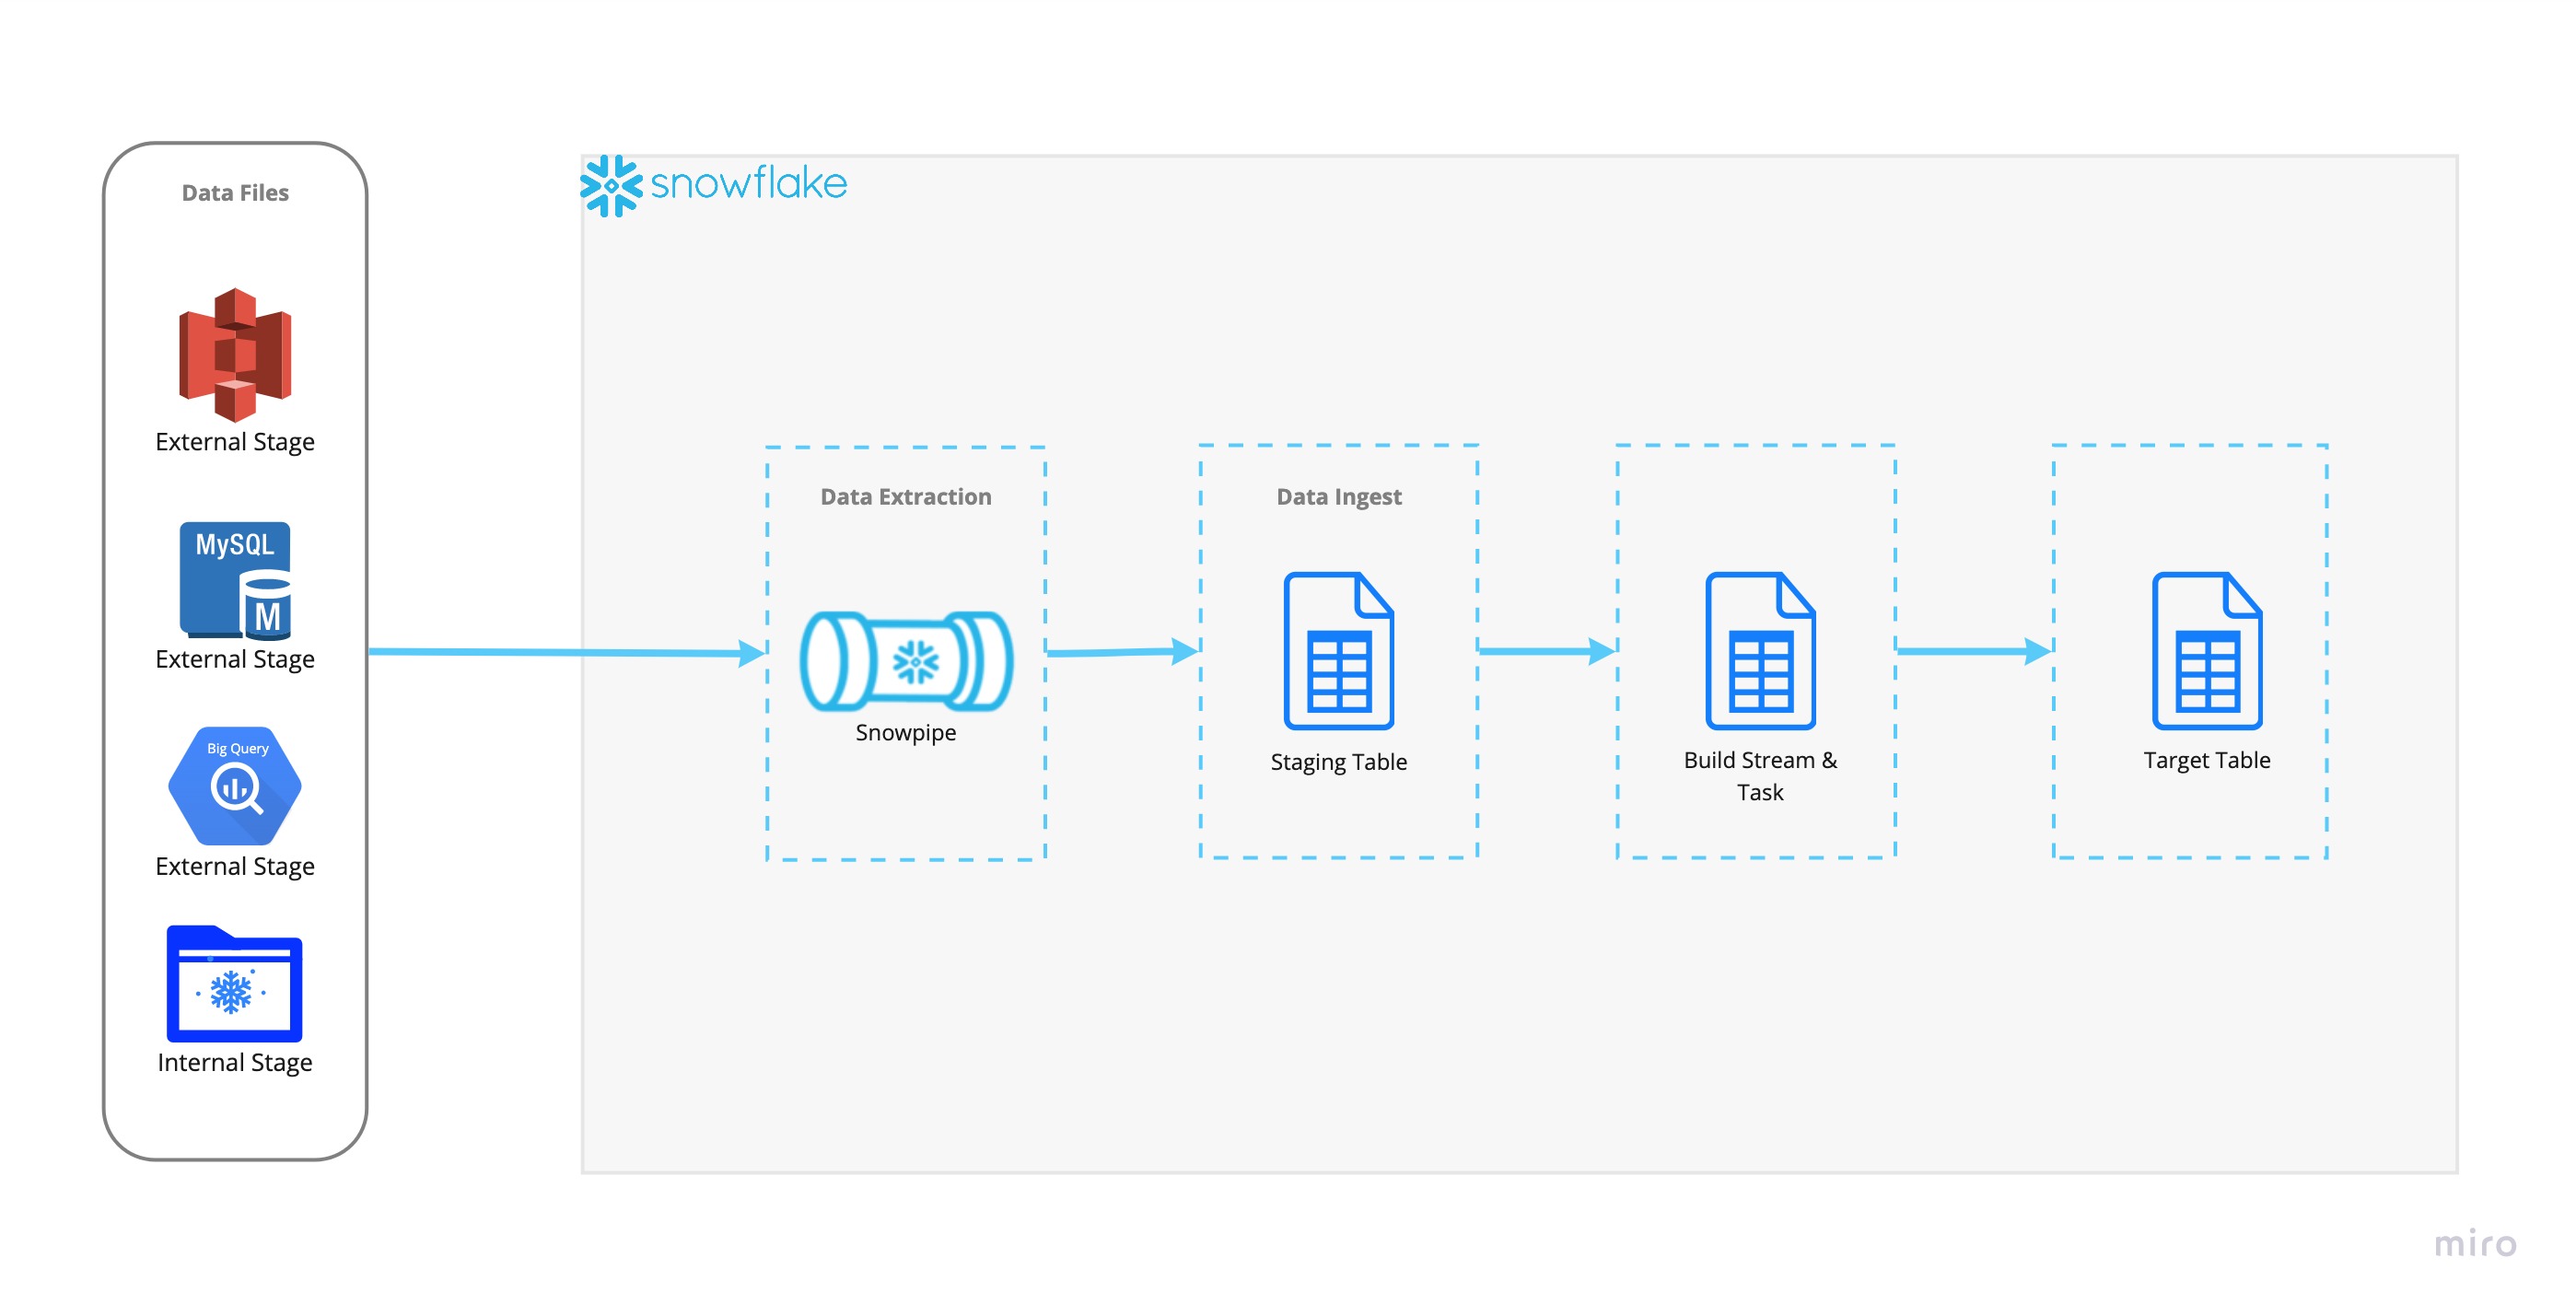 Data Files
External Stage
MySQL
M
External Stage
Big Query
External Stage
Internal Stage
snowflake
Data Extraction
Snowpipe
Data Ingest
Staging Table
Build Stream &
Task
Target Table
miro